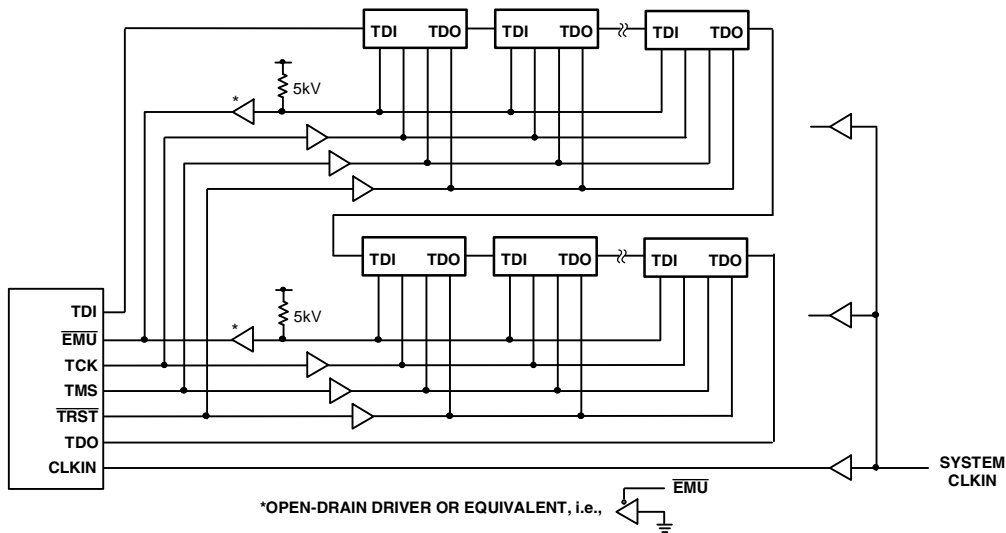 TDI TDO TDI TDO TDI TDO
5kV
*
TDI TDO TDI TDO TDI TDO
5kV
*
TDI
EMU
TCK
TMS
TRST
TDO
CLKIN
SYSTEM
CLKIN
*OPEN-DRAIN DRIVER OR EQUIVALENT, i.e.,
EMU